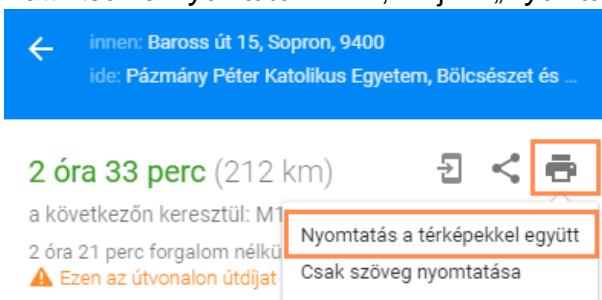 innen: Baross út 15, Sopron, 9400
ide: Pázmány Péter Katolikus Egyetem, Bölcsészet és ...
2 óra 33 perc (212 km)
a következőn keresztül: M1
Nyomtatás a térképekkel együtt
2 óra 21 perc forgalom nélkü
Csak szöveg nyomtatása
Ezen az útvonalon útdíjat